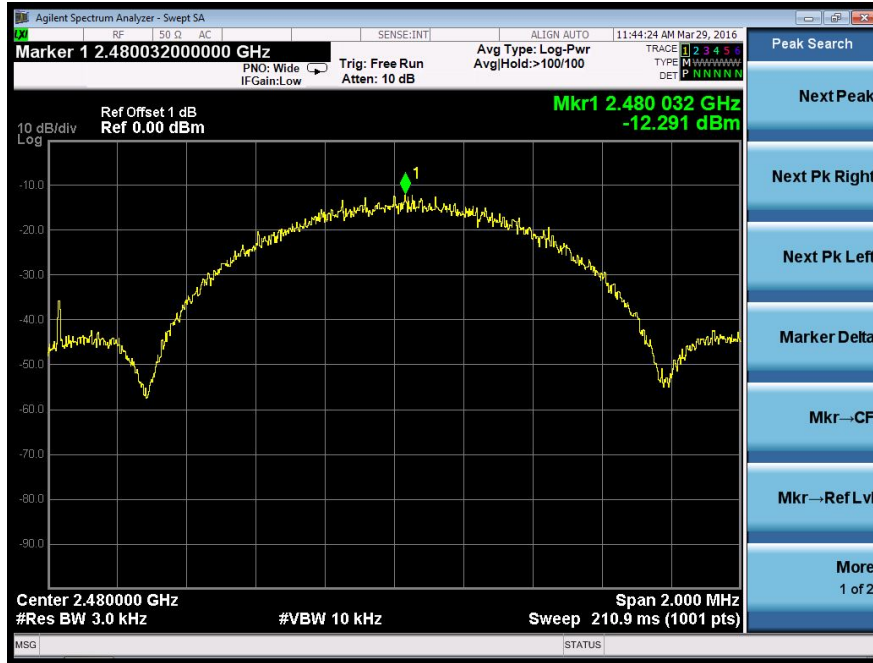 Agilent Spectrum Analyzer - Swept SA
LXI RF 50 Ω AC SENSE:INT ALIGN AUTO 11:44:24 AM Mar 29, 2016
Marker 1 2.480032000000 GHz
PNO: Wide
IFGain:Low
Trig: Free Run
Atten: 10 dB
Avg Type: Log-Pwr
Avg|Hold:>100/100
TRACE 1 2 3 4 5 6
TYPE M WWWWW
DET P N N N N N
Ref Offset 1 dB
10 dB/div Ref 0.00 dBm
Log
Mkr1 2.480 032 GHz
-12.291 dBm
1
-10.0
-20.0
-30.0
-40.0
-50.0
-60.0
-70.0
-80.0
-90.0
Center 2.480000 GHz Span 2.000 MHz
#Res BW 3.0 kHz #VBW 10 kHz Sweep 210.9 ms (1001 pts)
MSG STATUS
Peak Search
Next Peak
Next Pk Right
Next Pk Left
Marker Delta
Mkr→CF
Mkr→Ref Lvl
More
1 of 2